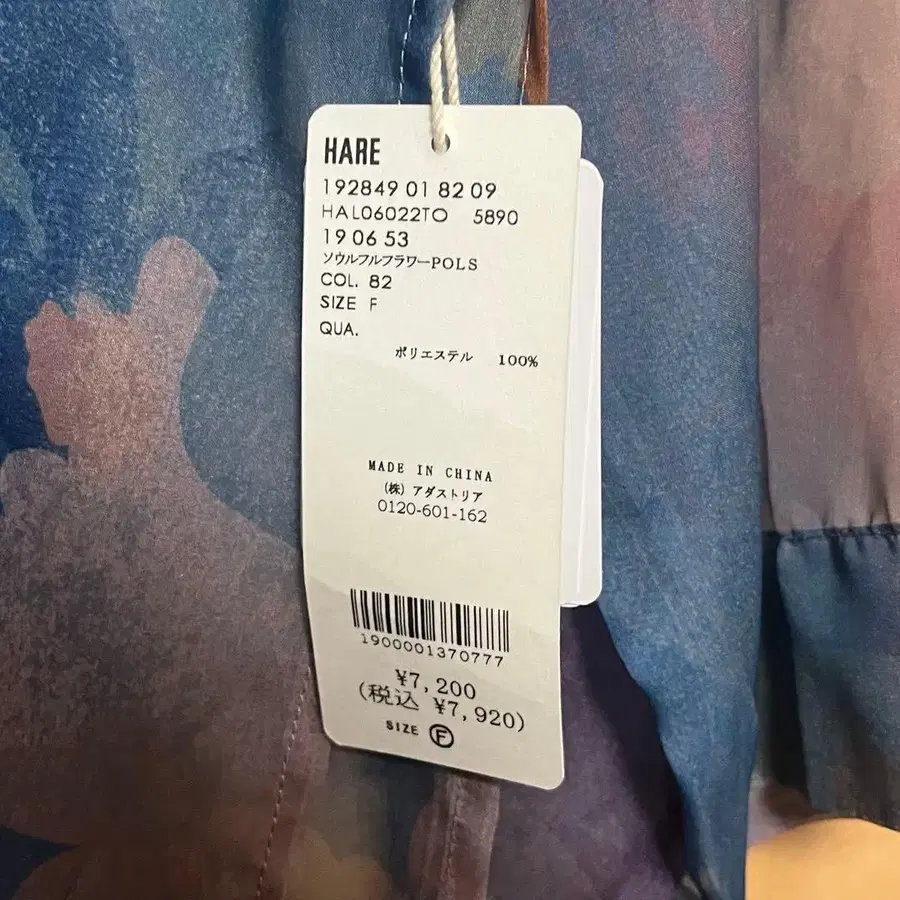 HARE
192849 01 82 09
HAL06022TO 5890
19 06 53
ソウルフルフラワーPOLS
COL. 82
SIZE F
QUA.
ポリエステル 100%
MADE IN CHINA
(株) アダストリア
0120-601-162
1900001370777
¥7,200
(税込 ¥7,920)
SIZE F